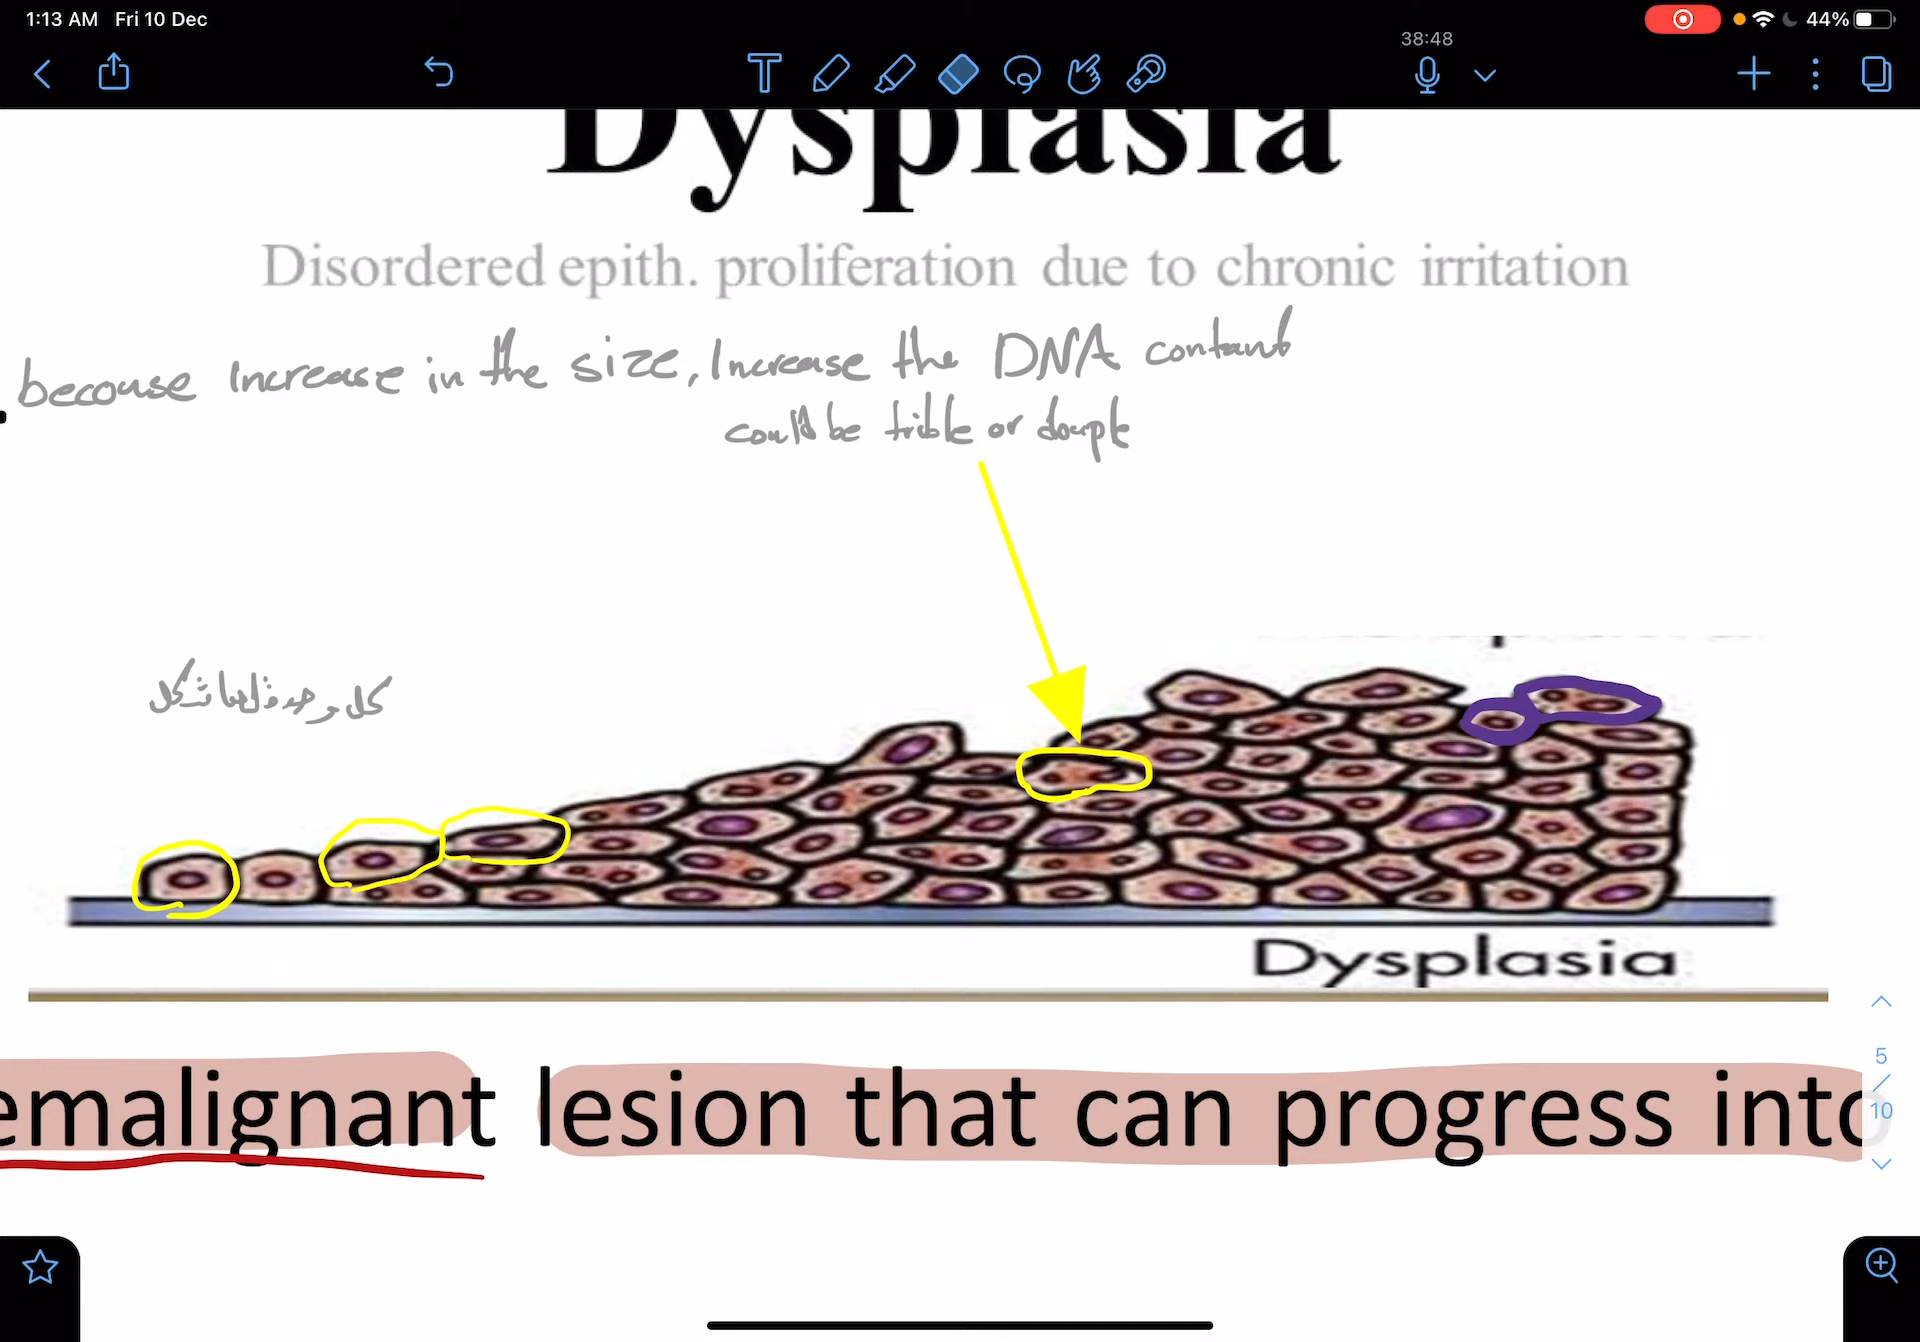 1:13 AM Fri 10 Dec
44%
38:48
Dysplasia
Disordered epith. proliferation due to chronic irritation
becouse Increase in the size, Increase the DNA contant
could be trible or douple
كل وحدة لها شكل
Dysplasia
emalignant lesion that can progress into
5
10